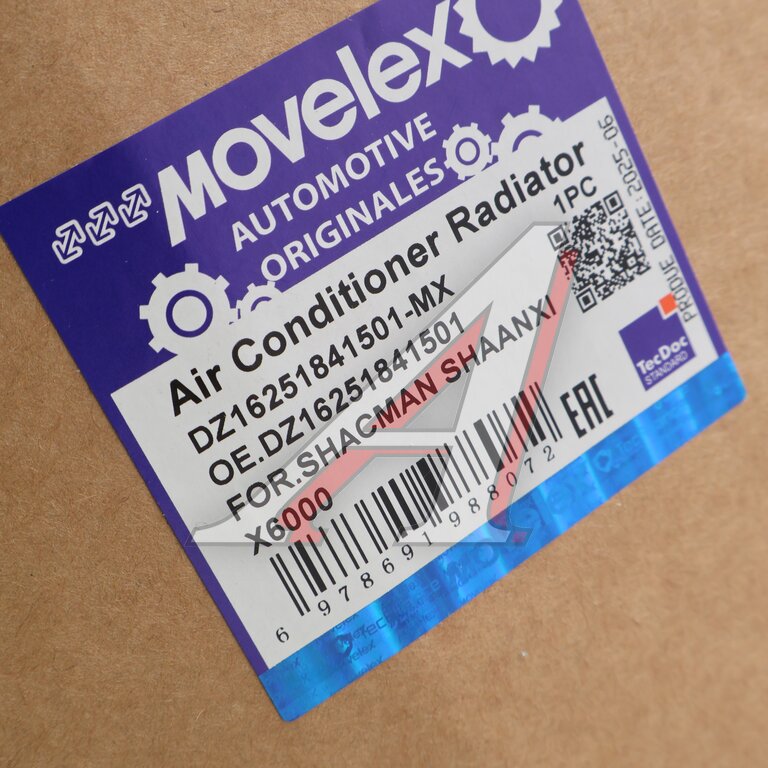 Movelex
AUTOMOTIVE
ORIGINALES
Air Conditioner Radiator
1PC
DZ16251841501-MX
OE.DZ16251841501
FOR.SHACMAN SHAANXI
X6000
PRODUE DATE: 2025-06
TecDoc
STANDARD
EAC
6 978691 988072